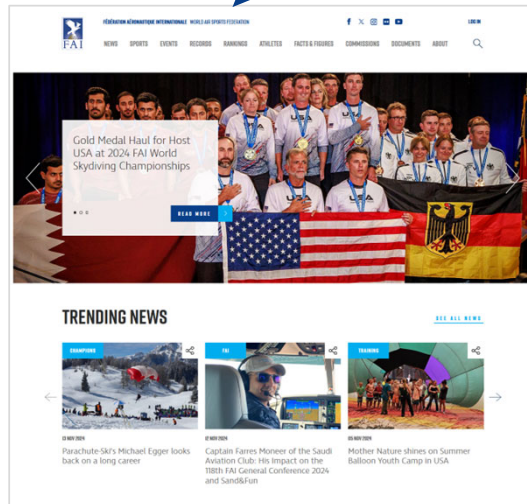 FÉDÉRATION AÉRONAUTIQUE INTERNATIONALE WORLD AIR SPORTS FEDERATION
LOG IN
FAI
NEWS SPORTS EVENTS RECORDS RANKINGS ATHLETES FACTS & FIGURES COMMISSIONS DOCUMENTS ABOUT
Gold Medal Haul for Host
USA at 2024 FAI World
Skydiving Championships
READ MORE
USA
USA
TRENDING NEWS
SEE ALL NEWS
CHAMPIONS
13 NOV 2024
Parachute-Ski's Michael Egger looks
back on a long career
FAI
12 NOV 2024
Captain Farres Moneer of the Saudi
Aviation Club: His Impact on the
118th FAI General Conference 2024
and Sand&Fun
TRAINING
05 NOV 2024
Mother Nature shines on Summer
Balloon Youth Camp in USA